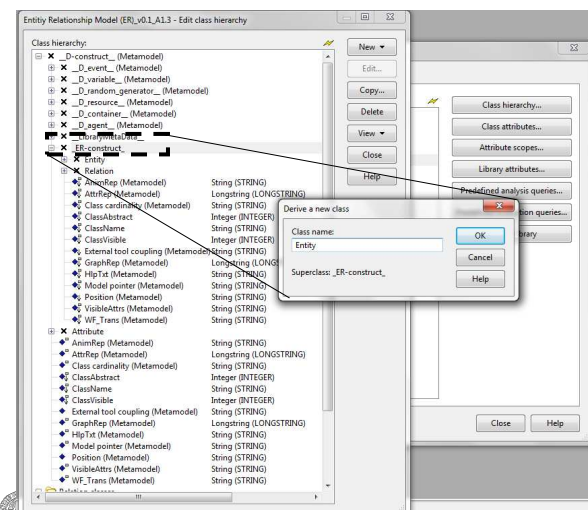 Entitiy Relationship Model (ER)_v0.1_A1.3 - Edit class hierarchy
Class hierarchy:
__D-construct__ (Metamodel)
__D_event__ (Metamodel)
__D_variable__ (Metamodel)
__D_random_generator__ (Metamodel)
__D_resource__ (Metamodel)
__D_container__ (Metamodel)
__D_agent__ (Metamodel)
__LibraryMetaData__
_ER-construct_
Entity
Relation
AnimRep (Metamodel) String (STRING)
AttrRep (Metamodel) Longstring (LONGSTRING)
Class cardinality (Metamodel) String (STRING)
ClassAbstract Integer (INTEGER)
ClassName String (STRING)
ClassVisible Integer (INTEGER)
External tool coupling (Metamodel) String (STRING)
GraphRep (Metamodel) Longstring (LONGS
HlpTxt (Metamodel) String (STRING)
Model pointer (Metamodel) String (STRING)
Position (Metamodel) String (STRING)
VisibleAttrs (Metamodel) String (STRING)
WF_Trans (Metamodel) String (STRING)
Attribute
AnimRep (Metamodel) String (STRING)
AttrRep (Metamodel) Longstring (LONGSTRING)
Class cardinality (Metamodel) String (STRING)
ClassAbstract Integer (INTEGER)
ClassName String (STRING)
ClassVisible Integer (INTEGER)
External tool coupling (Metamodel) String (STRING)
GraphRep (Metamodel) Longstring (LONGSTRING)
HlpTxt (Metamodel) String (STRING)
Model pointer (Metamodel) String (STRING)
Position (Metamodel) String (STRING)
VisibleAttrs (Metamodel) String (STRING)
WF_Trans (Metamodel) String (STRING)
New
Edit...
Copy...
Delete
View
Close
Help
Derive a new class
Class name:
Entity
Superclass: _ER-construct_
OK
Cancel
Help
Class hierarchy...
Class attributes...
Attribute scopes...
Library attributes...
Predefined analysis queries...
tion queries...
brary
Close
Help